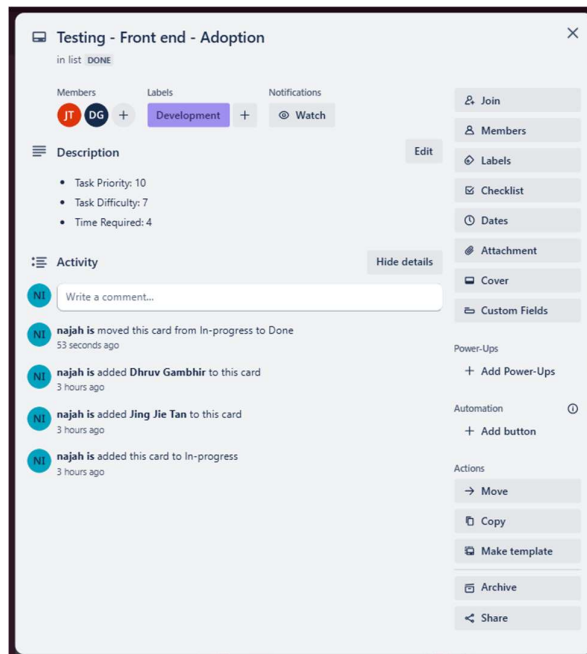 Testing - Front end - Adoption
in list DONE
Members
Labels
Notifications
JT DG +
Development +
Watch
Description
Edit
• Task Priority: 10
• Task Difficulty: 7
• Time Required: 4
Activity
Hide details
NI
Write a comment...
NI
najah is moved this card from In-progress to Done
53 seconds ago
NI
najah is added Dhruv Gambhir to this card
3 hours ago
NI
najah is added Jing Jie Tan to this card
3 hours ago
NI
najah is added this card to In-progress
3 hours ago
Join
Members
Labels
Checklist
Dates
Attachment
Cover
Custom Fields
Power-Ups
+ Add Power-Ups
Automation
+ Add button
Actions
Move
Copy
Make template
Archive
Share